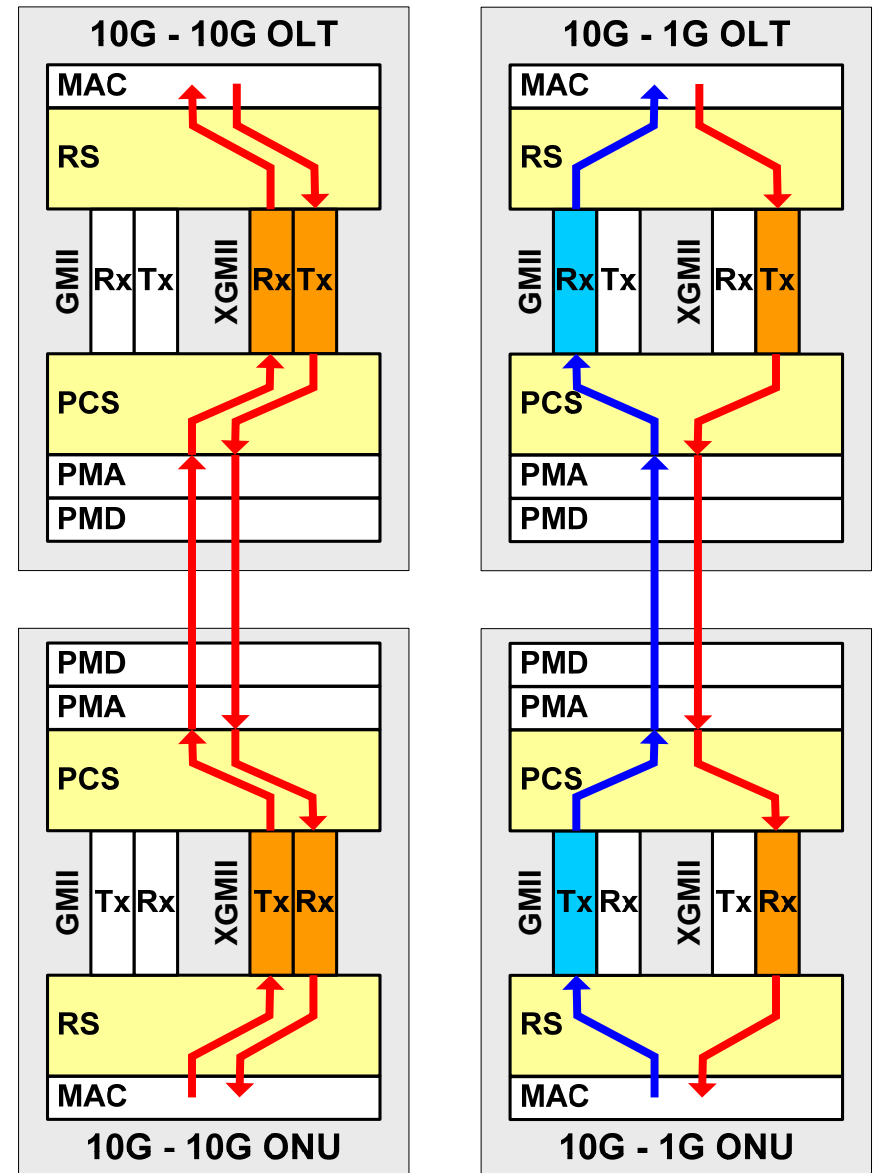 10G - 10G OLT
MAC
RS
GMII
Rx Tx
XGMII
Rx Tx
PCS
PMA
PMD
10G - 1G OLT
MAC
RS
GMII
Rx Tx
XGMII
Rx Tx
PCS
PMA
PMD
PMD
PMA
PCS
GMII
Tx Rx
XGMII
Tx Rx
RS
MAC
10G - 10G ONU
PMD
PMA
PCS
GMII
Tx Rx
XGMII
Tx Rx
RS
MAC
10G - 1G ONU